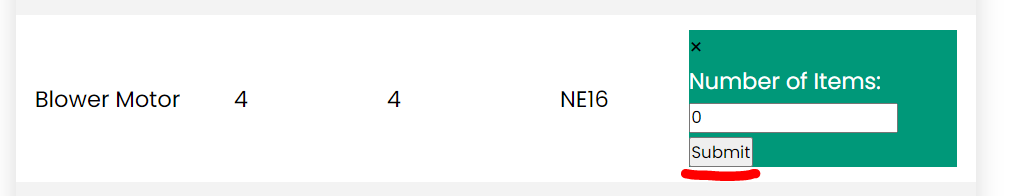 ×
Number of Items:
Blower Motor 4 4 NE16
0
Submit